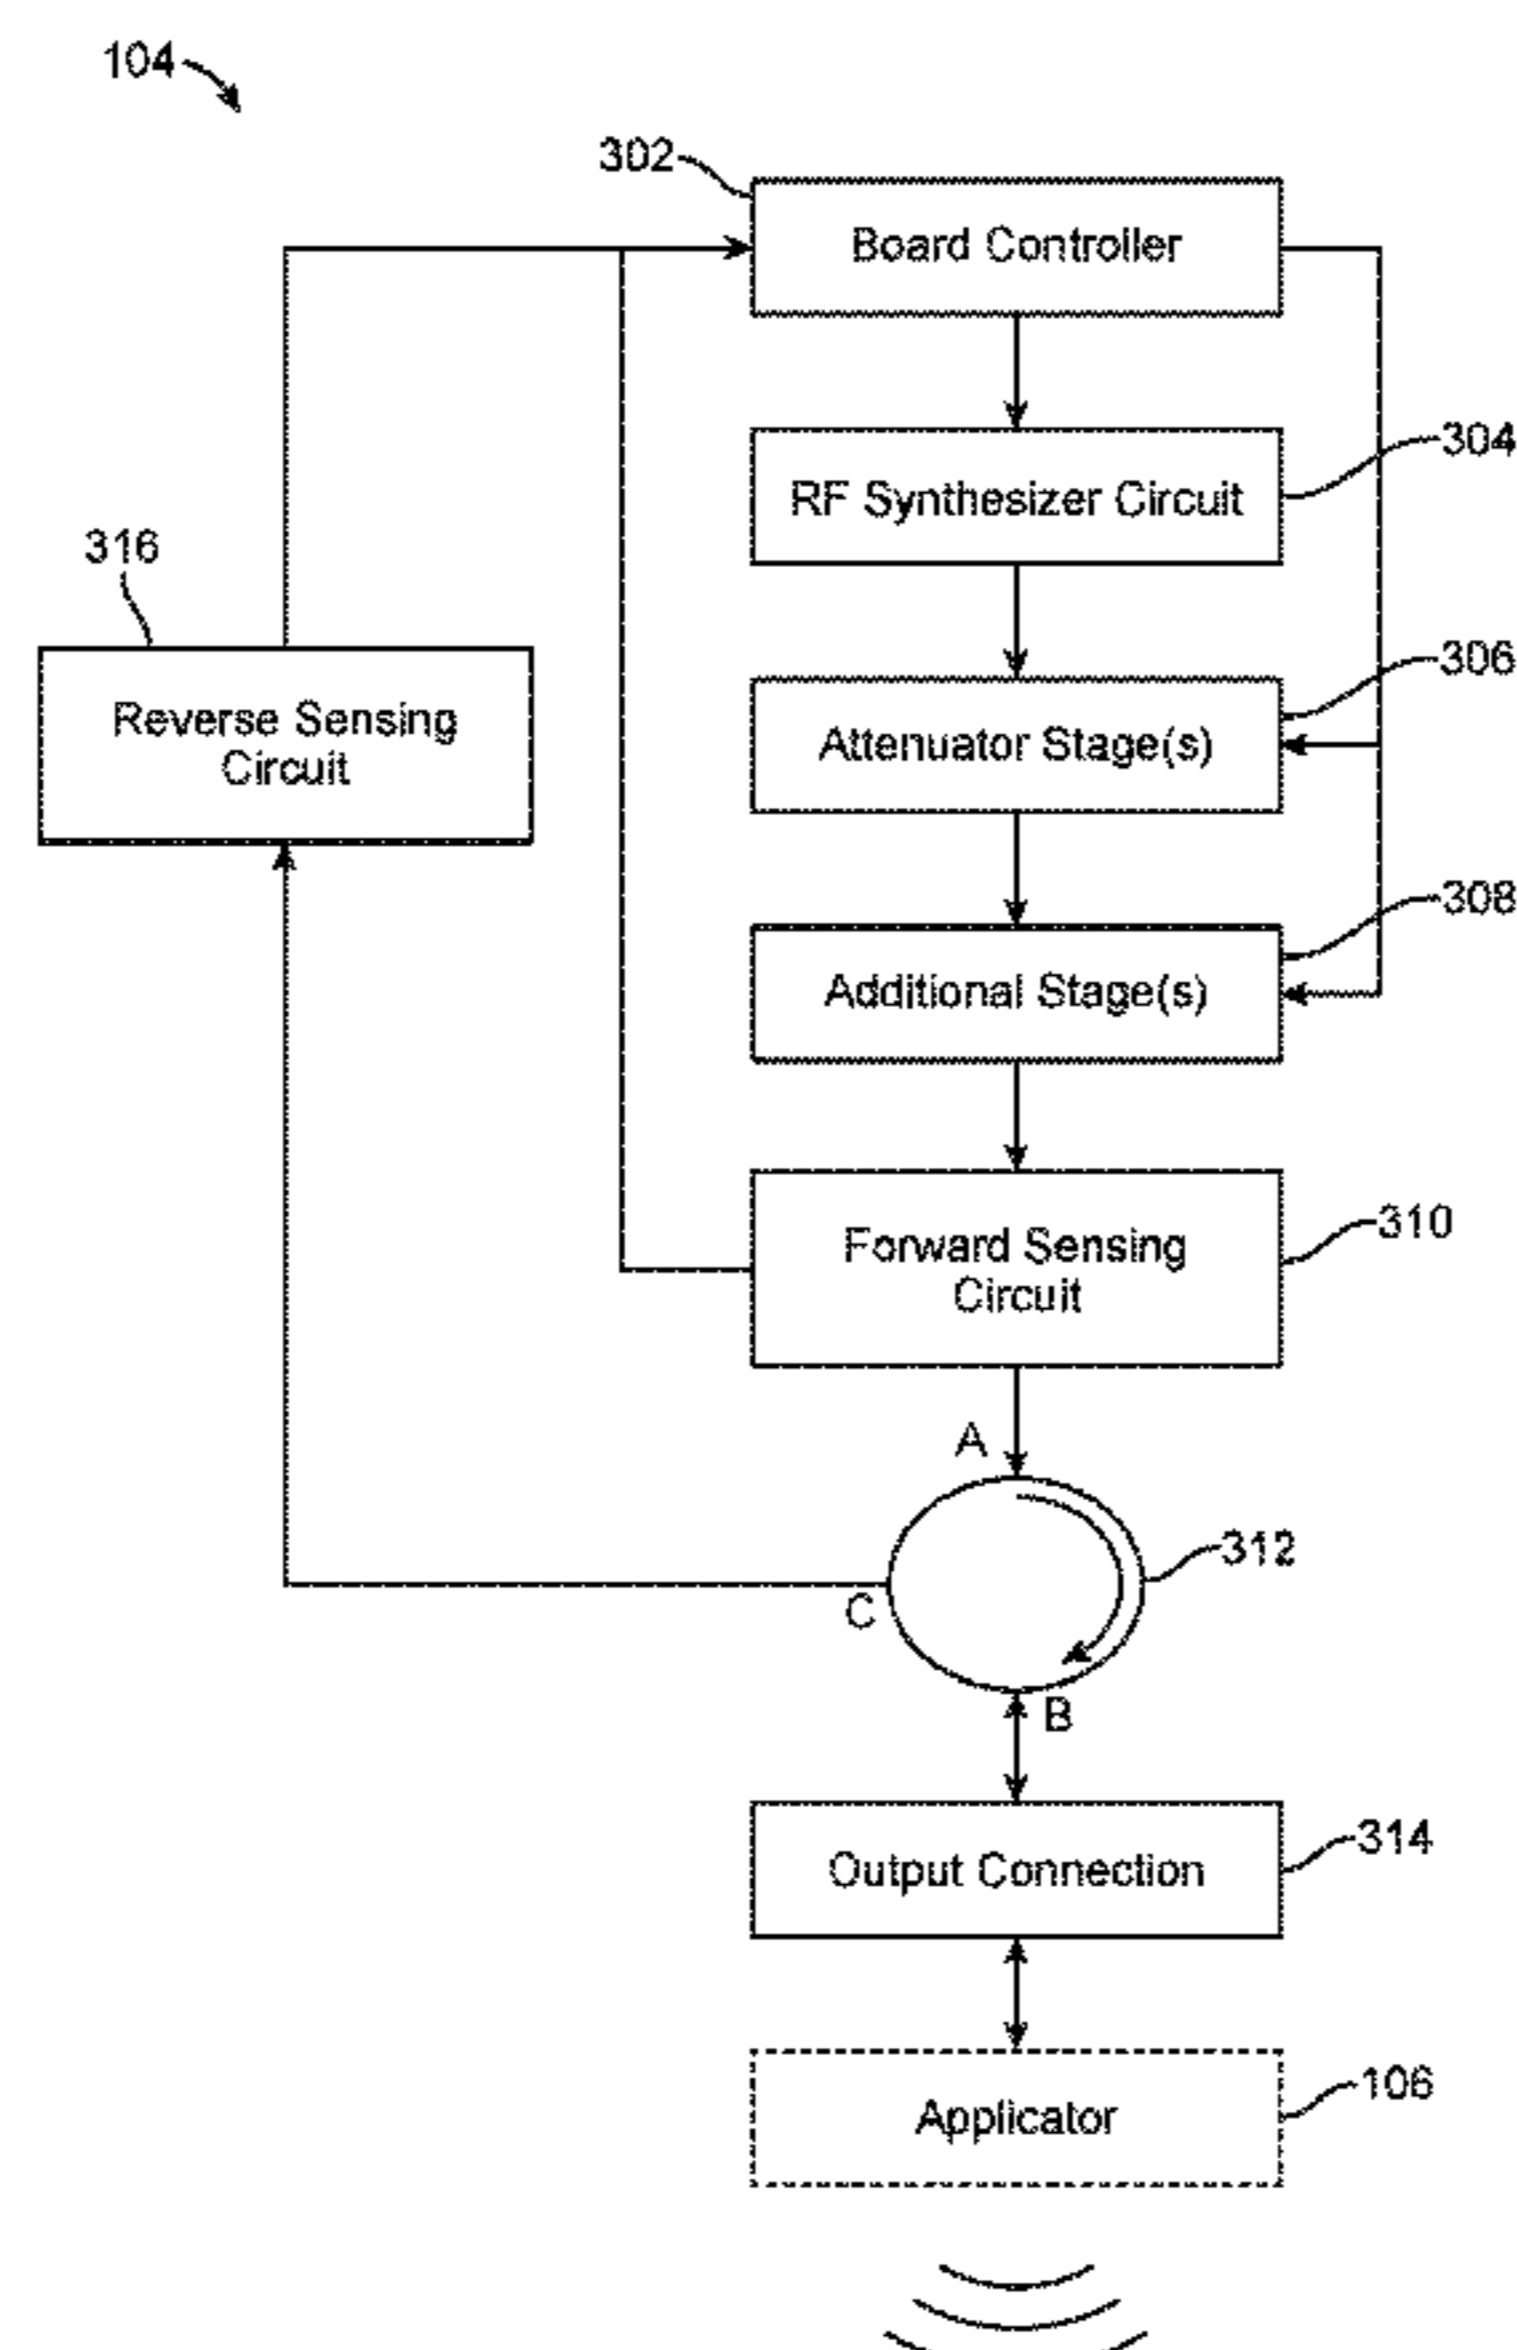 104
302
Board Controller
304
RF Synthesizer Circuit
316
306
Reverse Sensing
Circuit
Attenuator Stage(s)
308
Additional Stage(s)
310
Forward Sensing
Circuit
A
312
C
B
314
Output Connection
106
Applicator